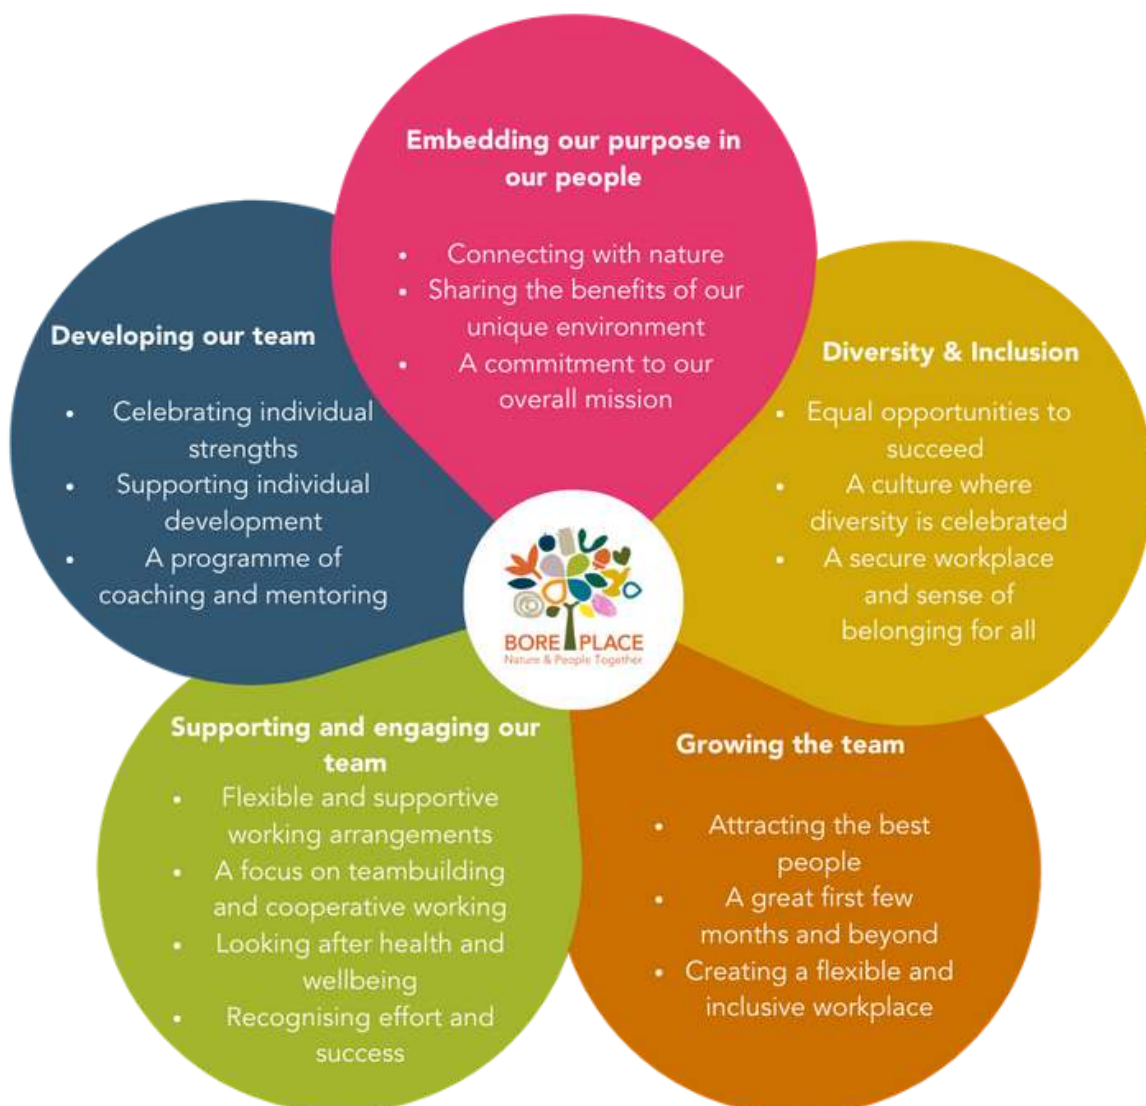 Embedding our purpose in
our people
• Connecting with nature
• Sharing the benefits of our
unique environment
• A commitment to our
overall mission
Diversity & Inclusion
• Equal opportunities to
succeed
• A culture where
diversity is celebrated
• A secure workplace
and sense of
belonging for all
Growing the team
• Attracting the best
people
• A great first few
months and beyond
• Creating a flexible and
inclusive workplace
Supporting and engaging our
team
• Flexible and supportive
working arrangements
• A focus on teambuilding
and cooperative working
• Looking after health and
wellbeing
• Recognising effort and
success
Developing our team
• Celebrating individual
strengths
• Supporting individual
development
• A programme of
coaching and mentoring
BORE PLACE
Nature & People Together